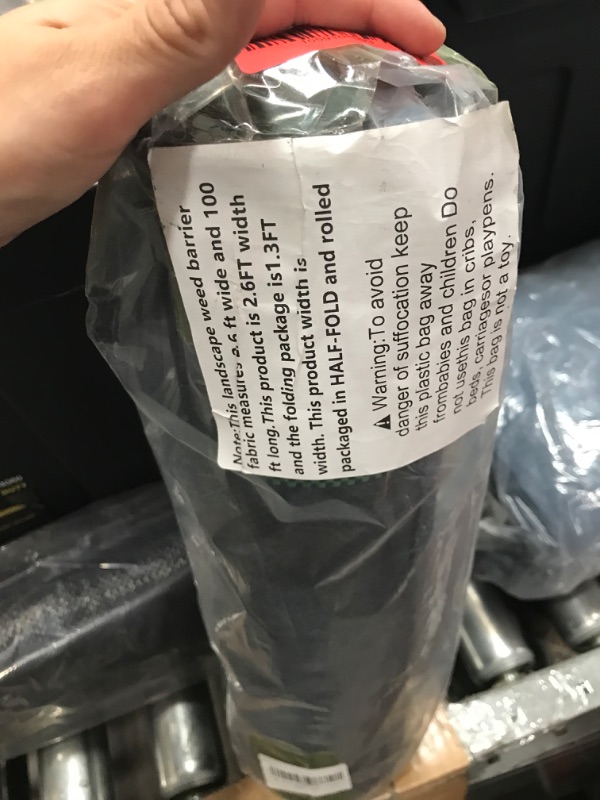 Note:This landscape weed barrier
fabric measures 2.6 ft wide and 100
ft long.This product is 2.6FT width
and the folding package is1.3FT
width. This product width is
packaged in HALF-FOLD and rolled
Warning:To avoid
danger of suffocation keep
this plastic bag away
frombabies and children Do
not usethis bag in cribs,
beds, carriagesor playpens.
This bag is not a toy.